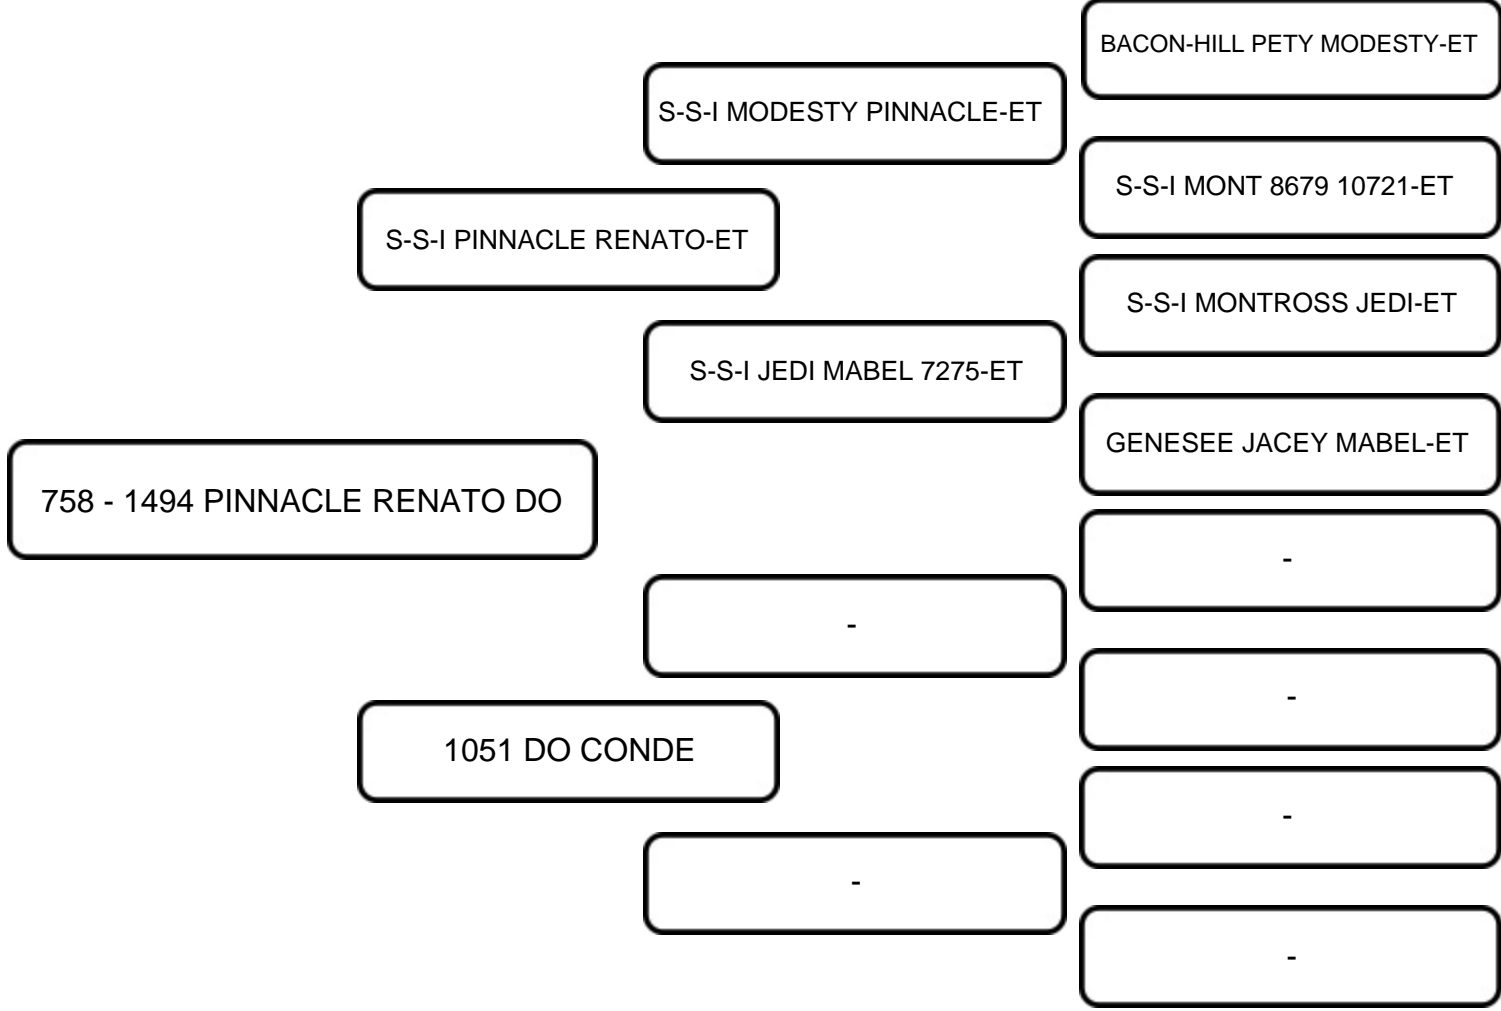 BACON-HILL PETY MODESTY-ET
S-S-I MODESTY PINNACLE-ET
S-S-I MONT 8679 10721-ET
S-S-I PINNACLE RENATO-ET
S-S-I MONTROSS JEDI-ET
S-S-I JEDI MABEL 7275-ET
GENESEE JACEY MABEL-ET
758 - 1494 PINNACLE RENATO DO
-
-
-
1051 DO CONDE
-
-
-